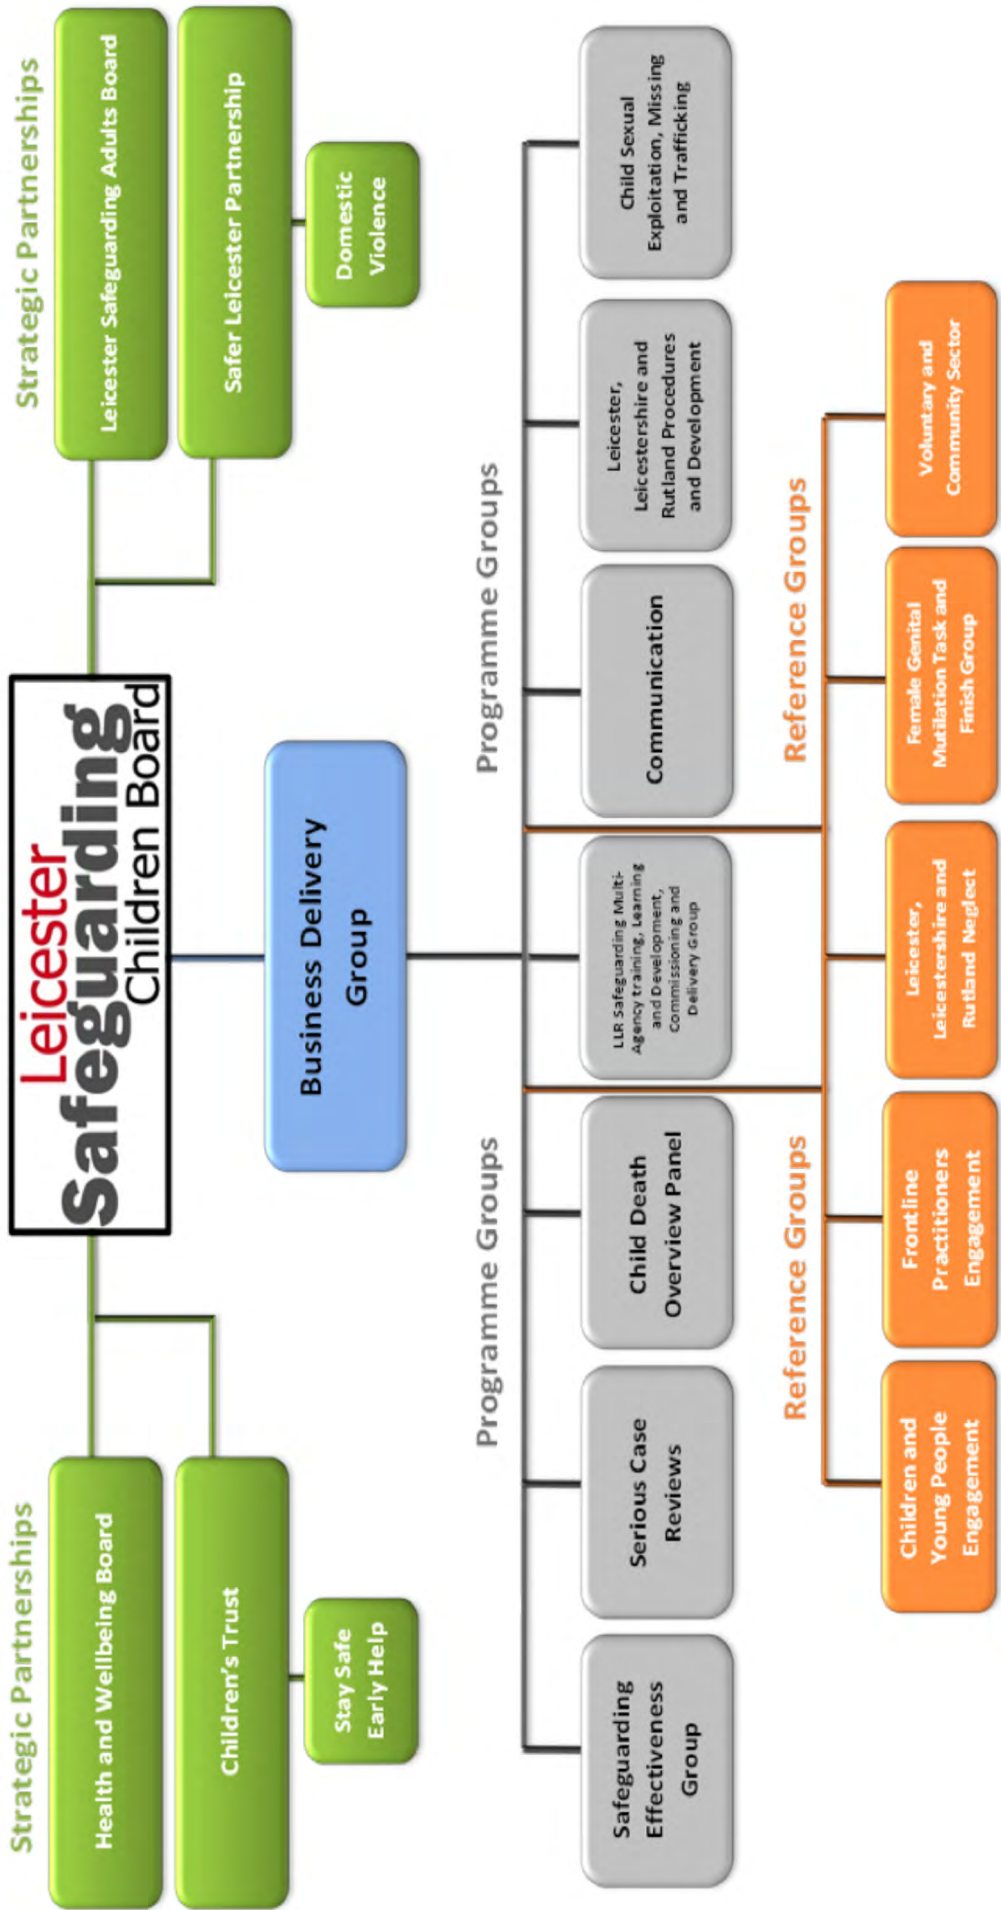 Strategic Partnerships
Health and Wellbeing Board
Children's Trust
Stay Safe
Early Help
Leicester
Safeguarding
Children Board
Strategic Partnerships
Leicester Safeguarding Adults Board
Safer Leicester Partnership
Domestic
Violence
Business Delivery
Group
Programme Groups
Programme Groups
Safeguarding
Effectiveness
Group
Serious Case
Reviews
Child Death
Overview Panel
LLR Safeguarding Multi-
Agency training, Learning
and Development,
Commissioning and
Delivery Group
Communication
Leicester,
Leicestershire and
Rutland Procedures
and Development
Child Sexual
Exploitation, Missing
and Trafficking
Reference Groups
Reference Groups
Children and
Young People
Engagement
Frontline
Practitioners
Engagement
Leicester,
Leicestershire and
Rutland Neglect
Female Genital
Mutilation Task and
Finish Group
Voluntary and
Community Sector